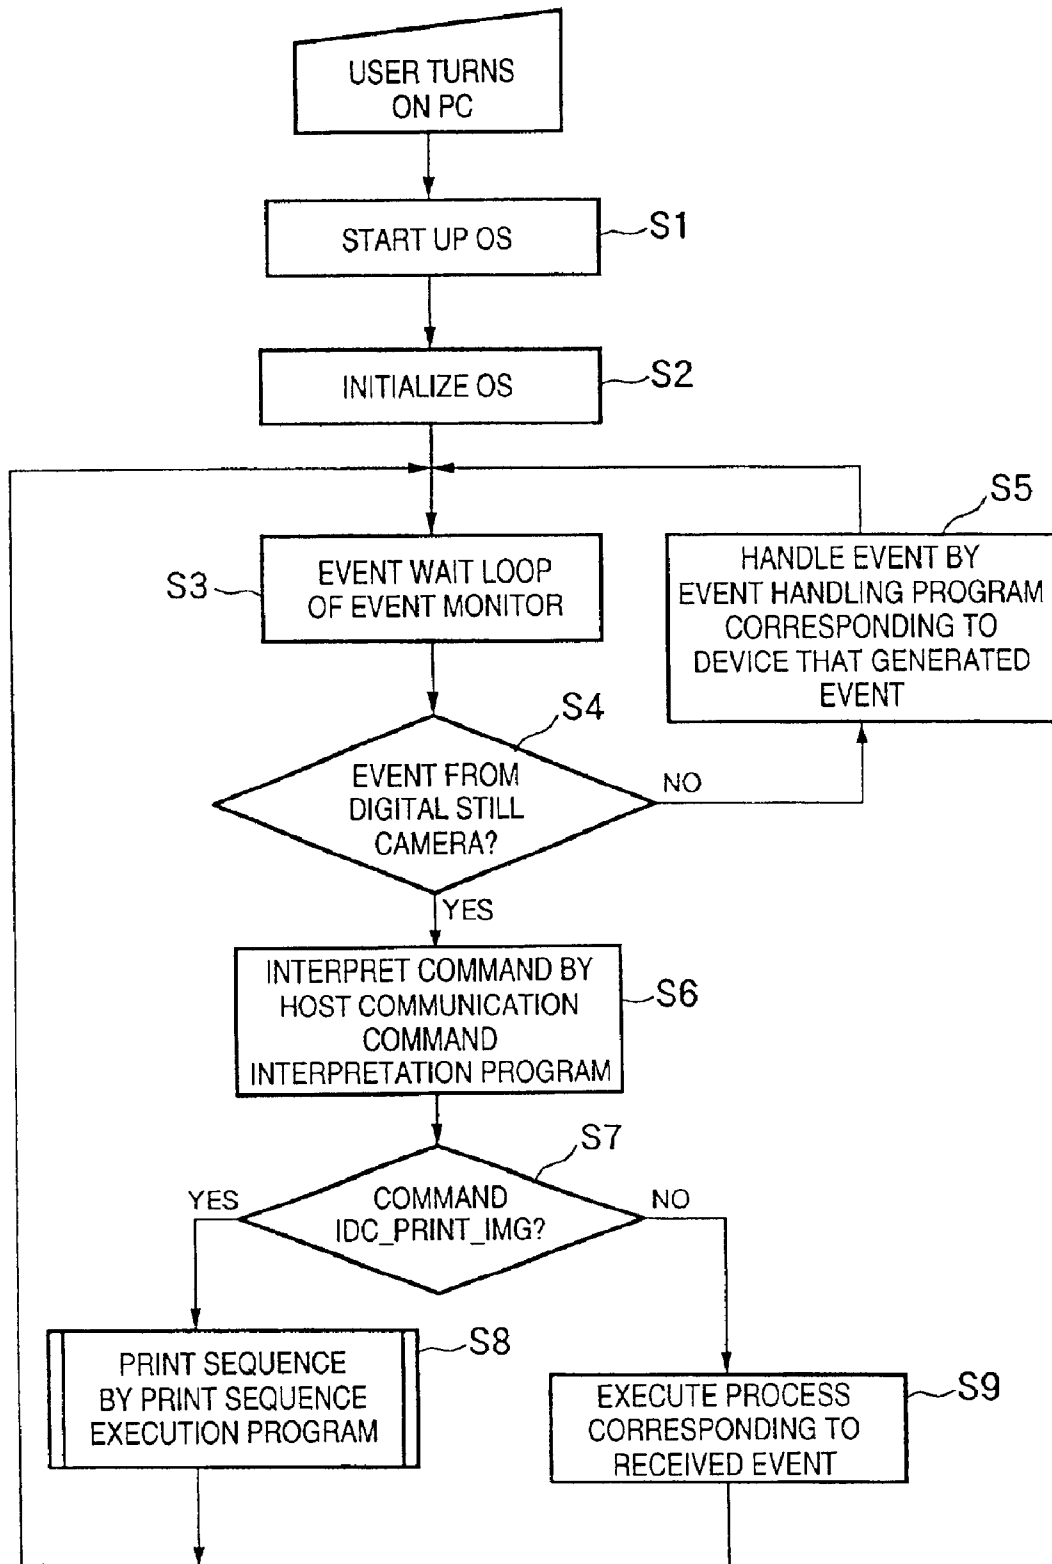 USER TURNS
ON PC
START UP OS
S1
INITIALIZE OS
S2
S3
EVENT WAIT LOOP
OF EVENT MONITOR
S5
HANDLE EVENT BY
EVENT HANDLING PROGRAM
CORRESPONDING TO
DEVICE THAT GENERATED
EVENT
S4
EVENT FROM
DIGITAL STILL
CAMERA?
NO
YES
INTERPRET COMMAND BY
HOST COMMUNICATION
COMMAND
INTERPRETATION PROGRAM
S6
S7
COMMAND
IDC_PRINT_IMG?
YES
NO
S8
PRINT SEQUENCE
BY PRINT SEQUENCE
EXECUTION PROGRAM
S9
EXECUTE PROCESS
CORRESPONDING TO
RECEIVED EVENT